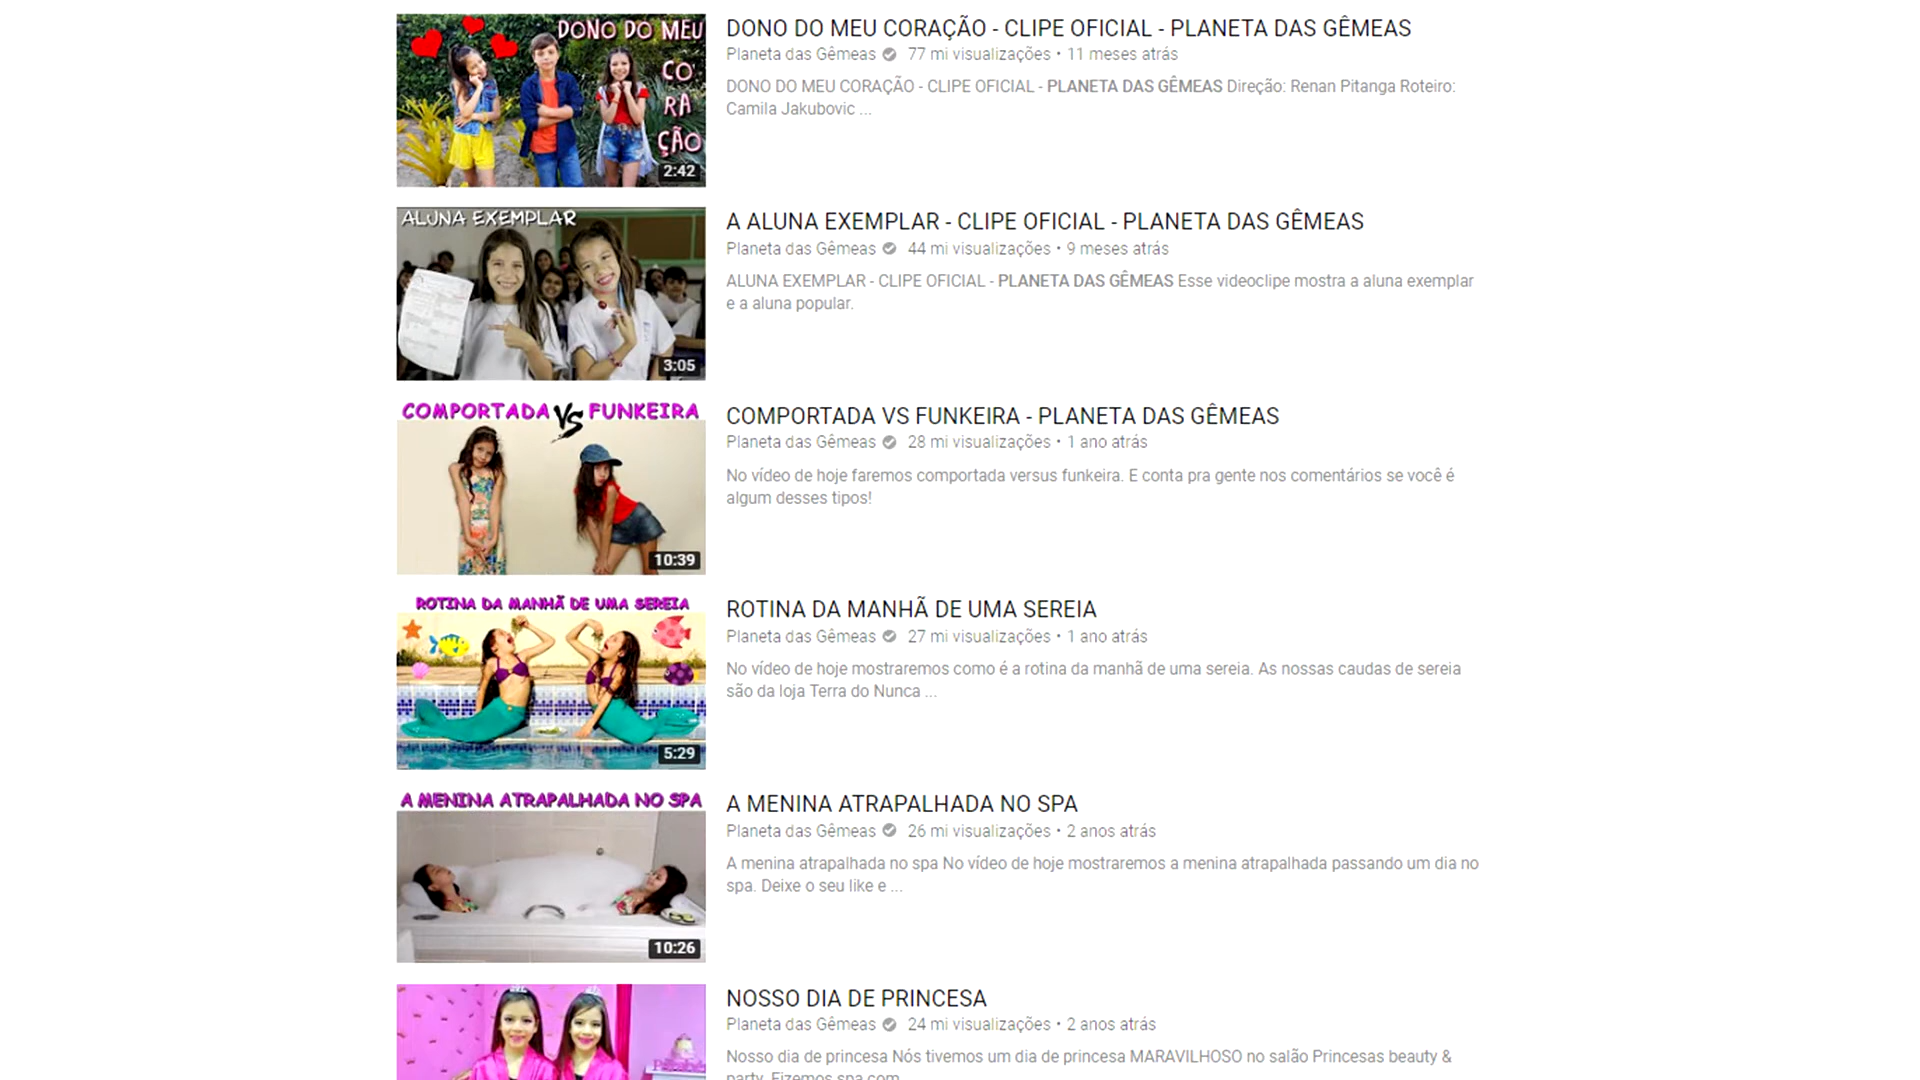 DONO DO MEU
CO
RA
ÇÃO
2:42
DONO DO MEU CORAÇÃO - CLIPE OFICIAL - PLANETA DAS GÊMEAS
Planeta das Gêmeas 77 mi visualizações • 11 meses atrás
DONO DO MEU CORAÇÃO - CLIPE OFICIAL - PLANETA DAS GÊMEAS Direção: Renan Pitanga Roteiro:
Camila Jakubovic ...
ALUNA EXEMPLAR
3:05
A ALUNA EXEMPLAR - CLIPE OFICIAL - PLANETA DAS GÊMEAS
Planeta das Gêmeas 44 mi visualizações • 9 meses atrás
ALUNA EXEMPLAR - CLIPE OFICIAL - PLANETA DAS GÊMEAS Esse videoclipe mostra a aluna exemplar
e a aluna popular.
COMPORTADA VS FUNKEIRA
10:39
COMPORTADA VS FUNKEIRA - PLANETA DAS GÊMEAS
Planeta das Gêmeas 28 mi visualizações • 1 ano atrás
No vídeo de hoje faremos comportada versus funkeira. E conta pra gente nos comentários se você é
algum desses tipos!
ROTINA DA MANHÃ DE UMA SEREIA
5:29
ROTINA DA MANHÃ DE UMA SEREIA
Planeta das Gêmeas 27 mi visualizações • 1 ano atrás
No vídeo de hoje mostraremos como é a rotina da manhã de uma sereia. As nossas caudas de sereia
são da loja Terra do Nunca ...
A MENINA ATRAPALHADA NO SPA
10:26
A MENINA ATRAPALHADA NO SPA
Planeta das Gêmeas 26 mi visualizações • 2 anos atrás
A menina atrapalhada no spa No vídeo de hoje mostraremos a menina atrapalhada passando um dia no
spa. Deixe o seu like e ...
NOSSO DIA DE PRINCESA
Planeta das Gêmeas 24 mi visualizações • 2 anos atrás
Nosso dia de princesa Nós tivemos um dia de princesa MARAVILHOSO no salão Princesas beauty &
party. Fizemos spa com